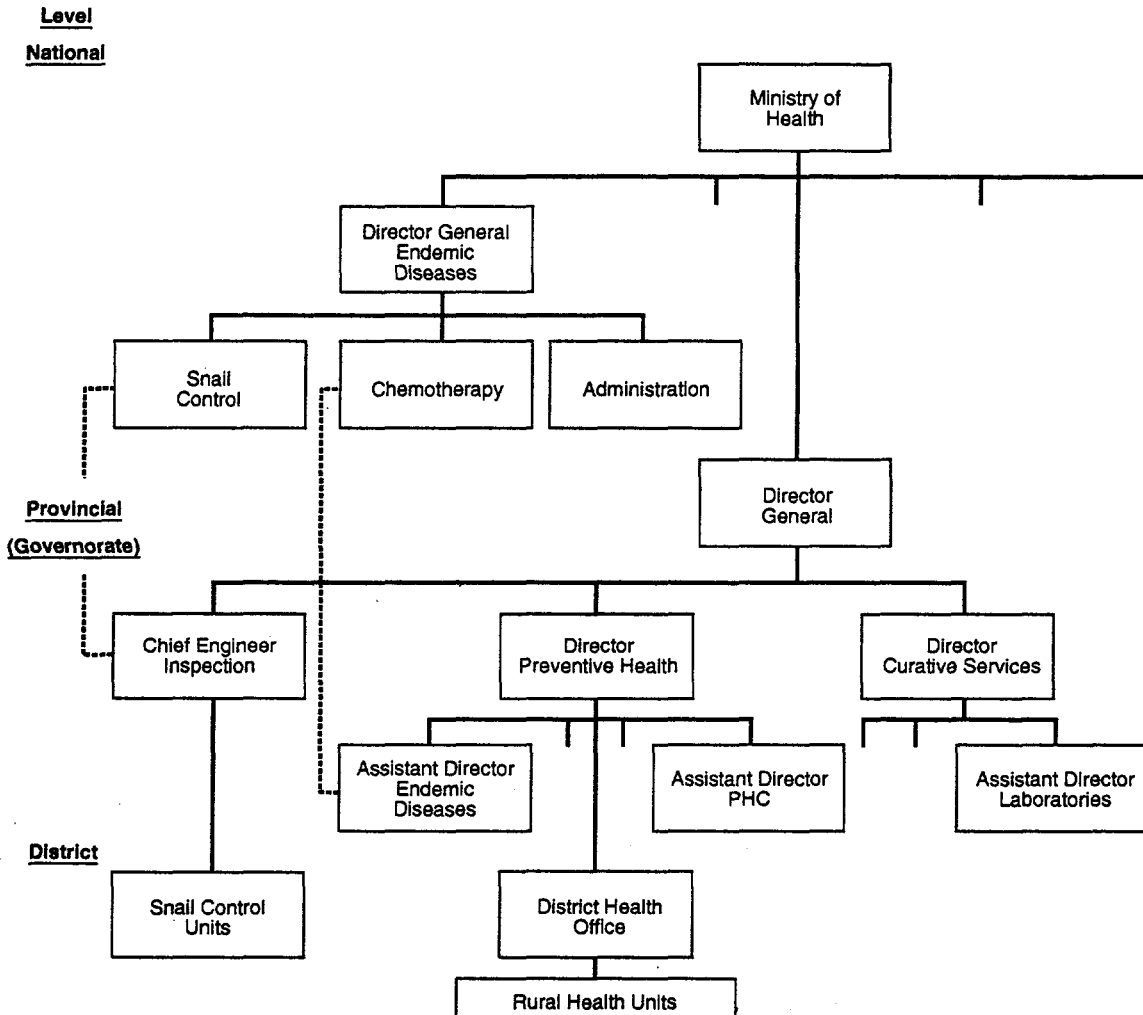 Level
National
Ministry of
Health
Director General
Endemic
Diseases
Snail
Control
Chemotherapy
Administration
Provincial
(Governorate)
Director
General
Chief Engineer
Inspection
Director
Preventive Health
Director
Curative Services
Assistant Director
Endemic
Diseases
Assistant Director
PHC
Assistant Director
Laboratories
District
Snail Control
Units
District Health
Office
Rural Health Units